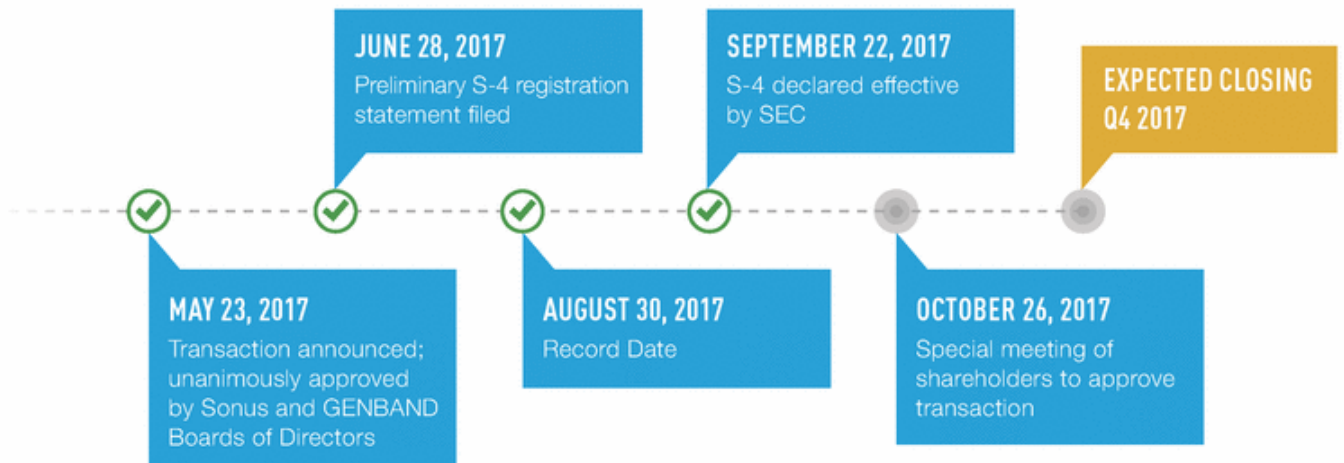 JUNE 28, 2017
Preliminary S-4 registration
statement filed
SEPTEMBER 22, 2017
S-4 declared effective
by SEC
EXPECTED CLOSING
Q4 2017
MAY 23, 2017
Transaction announced;
unanimously approved
by Sonus and GENBAND
Boards of Directors
AUGUST 30, 2017
Record Date
OCTOBER 26, 2017
Special meeting of
shareholders to approve
transaction